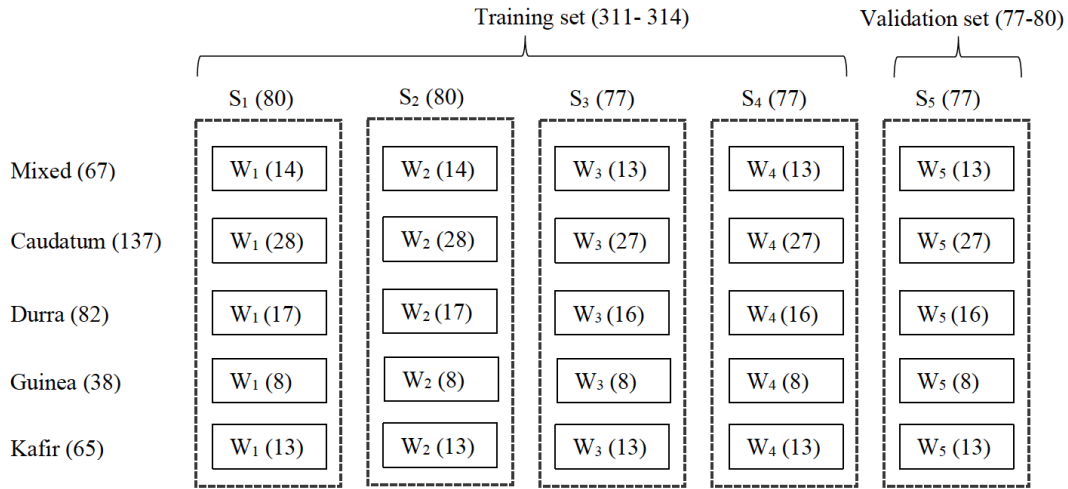 Training set (311- 314) Validation set (77-80)
S₁ (80) S₂ (80) S₃ (77) S₄ (77) S₅ (77)
Mixed (67) W₁ (14) W₂ (14) W₃ (13) W₄ (13) W₅ (13)
Caudatum (137) W₁ (28) W₂ (28) W₃ (27) W₄ (27) W₅ (27)
Durra (82) W₁ (17) W₂ (17) W₃ (16) W₄ (16) W₅ (16)
Guinea (38) W₁ (8) W₂ (8) W₃ (8) W₄ (8) W₅ (8)
Kafir (65) W₁ (13) W₂ (13) W₃ (13) W₄ (13) W₅ (13)